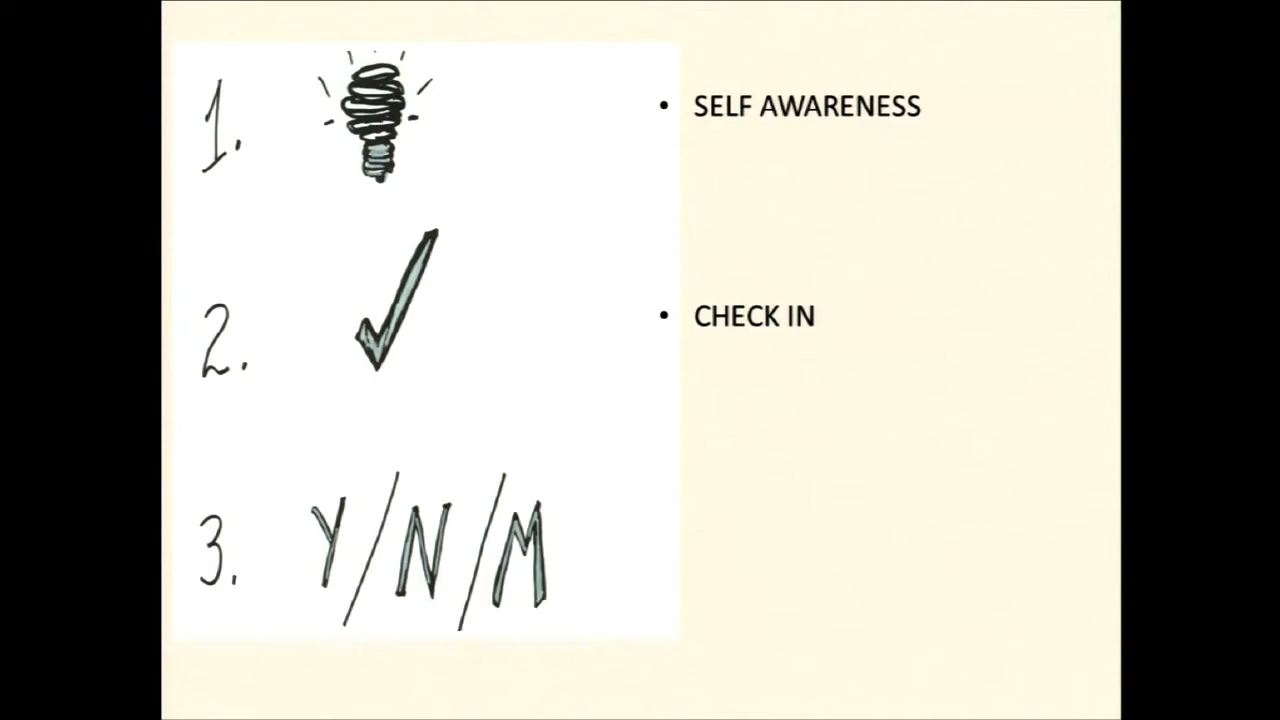 1.
• SELF AWARENESS
2.
• CHECK IN
3. Y/N/M